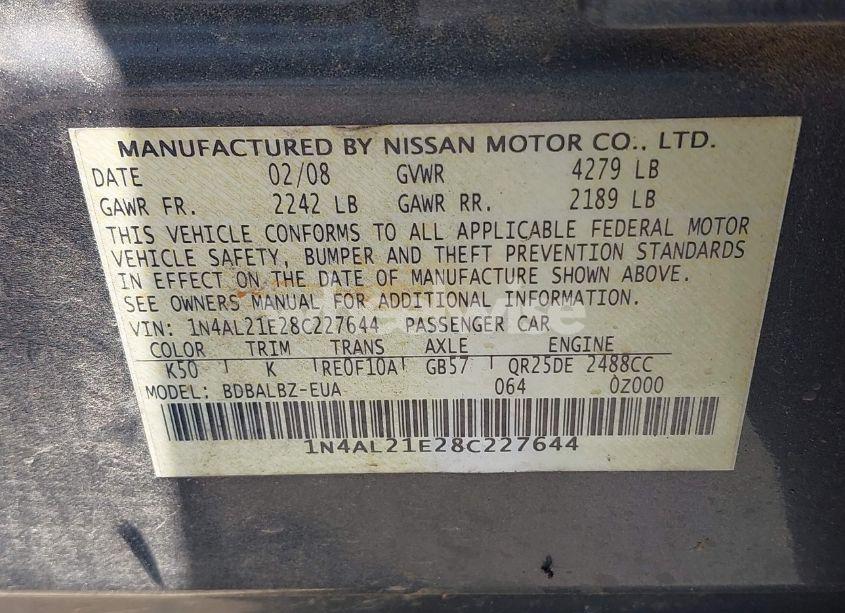 MANUFACTURED BY NISSAN MOTOR CO., LTD.
DATE 02/08 GVWR 4279 LB
GAWR FR. 2242 LB GAWR RR. 2189 LB
THIS VEHICLE CONFORMS TO ALL APPLICABLE FEDERAL MOTOR
VEHICLE SAFETY, BUMPER AND THEFT PREVENTION STANDARDS
IN EFFECT ON THE DATE OF MANUFACTURE SHOWN ABOVE.
SEE OWNERS MANUAL FOR ADDITIONAL INFORMATION.
VIN: 1N4AL21E28C227644 PASSENGER CAR
COLOR TRIM TRANS AXLE ENGINE
K50 K RE0F10A GB57 QR25DE 2488CC
MODEL: BDBALBZ-EUA 064 0Z000
1N4AL21E28C227644